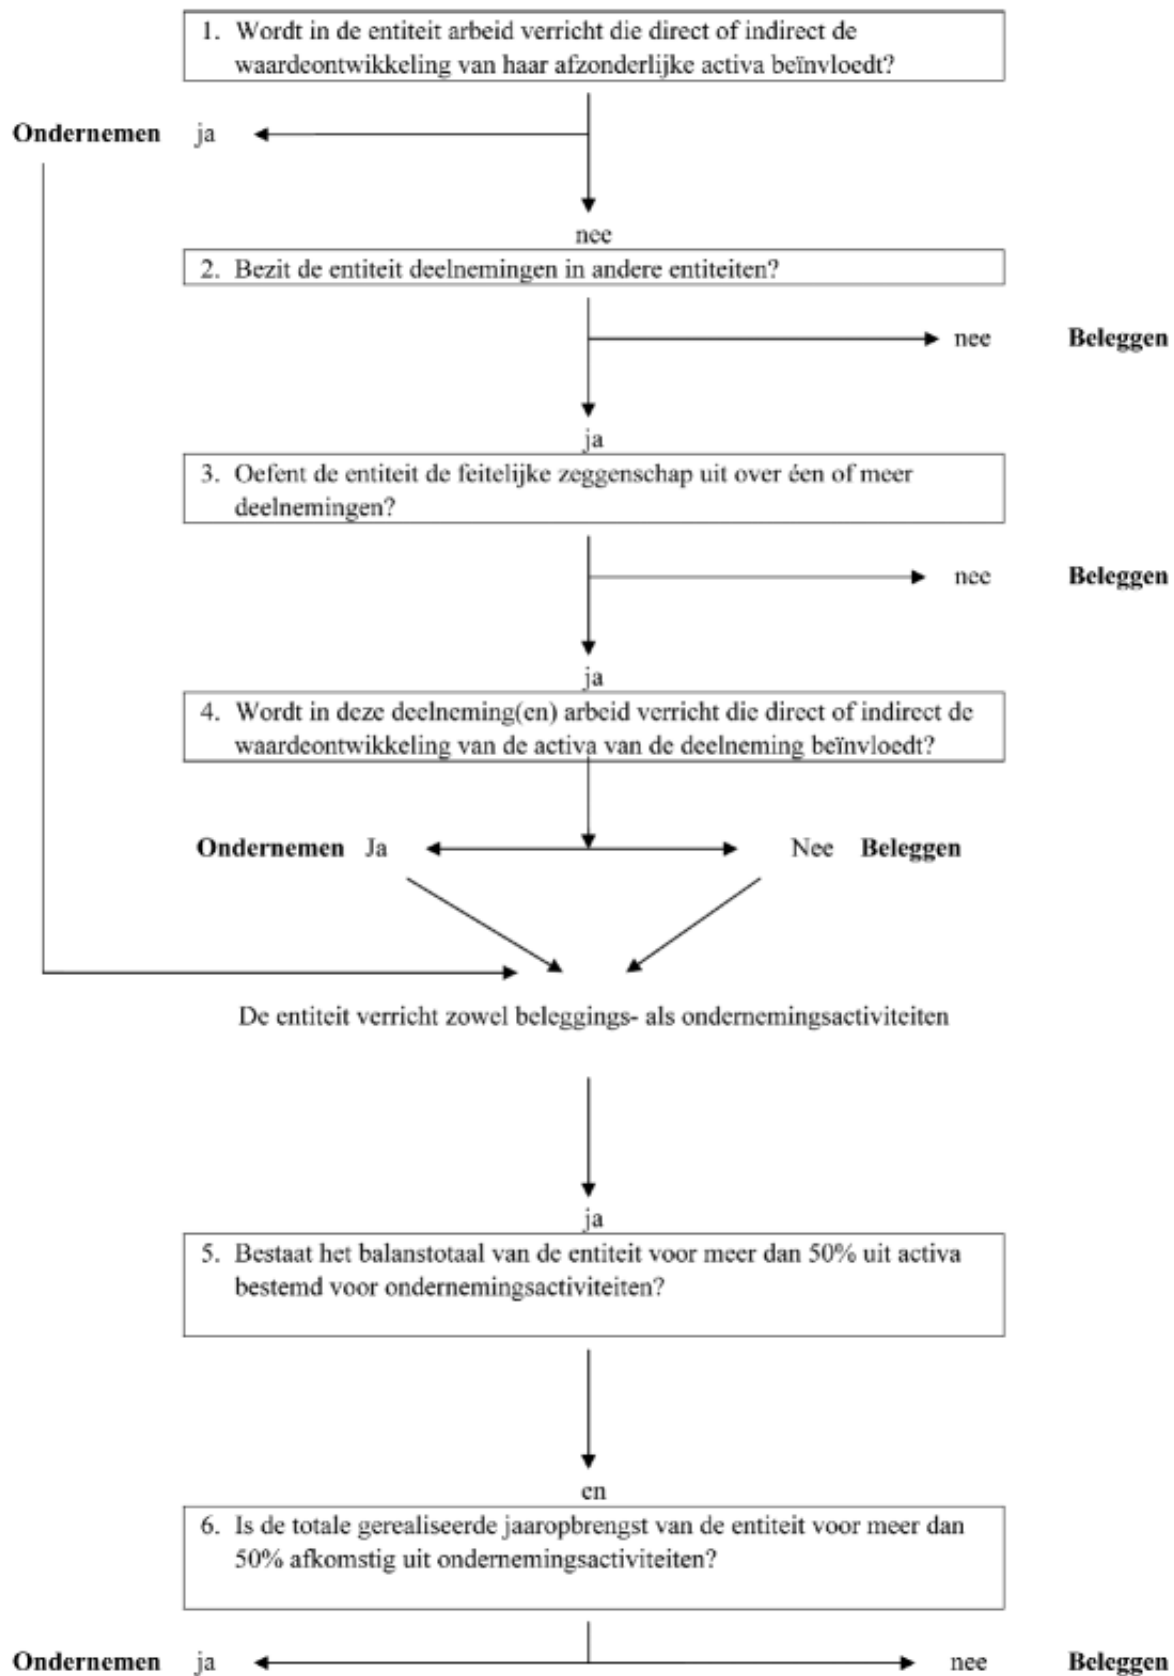 1. Wordt in de entiteit arbeid verricht die direct of indirect de
waardeontwikkeling van haar afzonderlijke activa beïnvloedt?
Ondernemen ja
nee
2. Bezit de entiteit deelnemingen in andere entiteiten?
nee Beleggen
ja
3. Oefent de entiteit de feitelijke zeggenschap uit over éen of meer
deelnemingen?
nee Beleggen
ja
4. Wordt in deze deelneming(en) arbeid verricht die direct of indirect de
waardeontwikkeling van de activa van de deelneming beïnvloedt?
Ondernemen Ja Nee Beleggen
De entiteit verricht zowel beleggings- als ondernemingsactiviteiten
ja
5. Bestaat het balanstotaal van de entiteit voor meer dan 50% uit activa
bestemd voor ondernemingsactiviteiten?
en
6. Is de totale gerealiseerde jaaropbrengst van de entiteit voor meer dan
50% afkomstig uit ondernemingsactiviteiten?
Ondernemen ja nee Beleggen